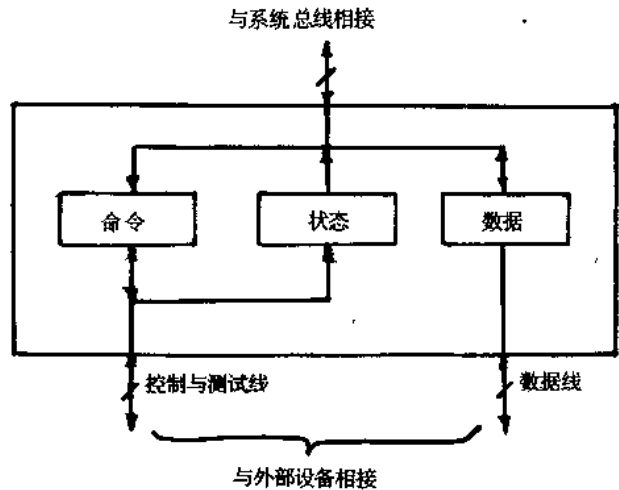 与系统总线相接
命令
状态
数据
控制与测试线
数据线
与外部设备相接